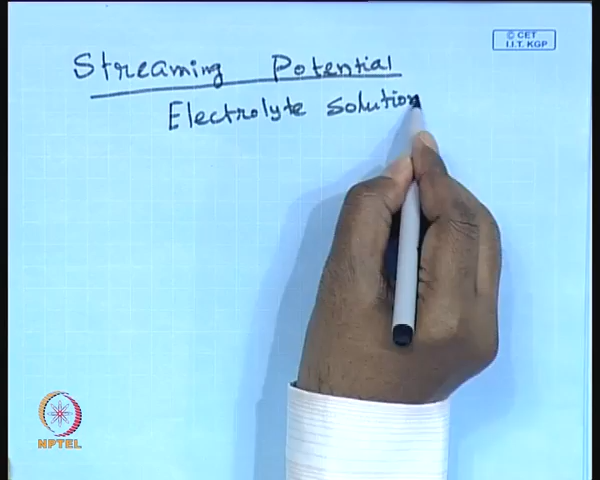 © CET
I.I.T. KGP
Streaming Potential
Electrolyte solution
NPTEL